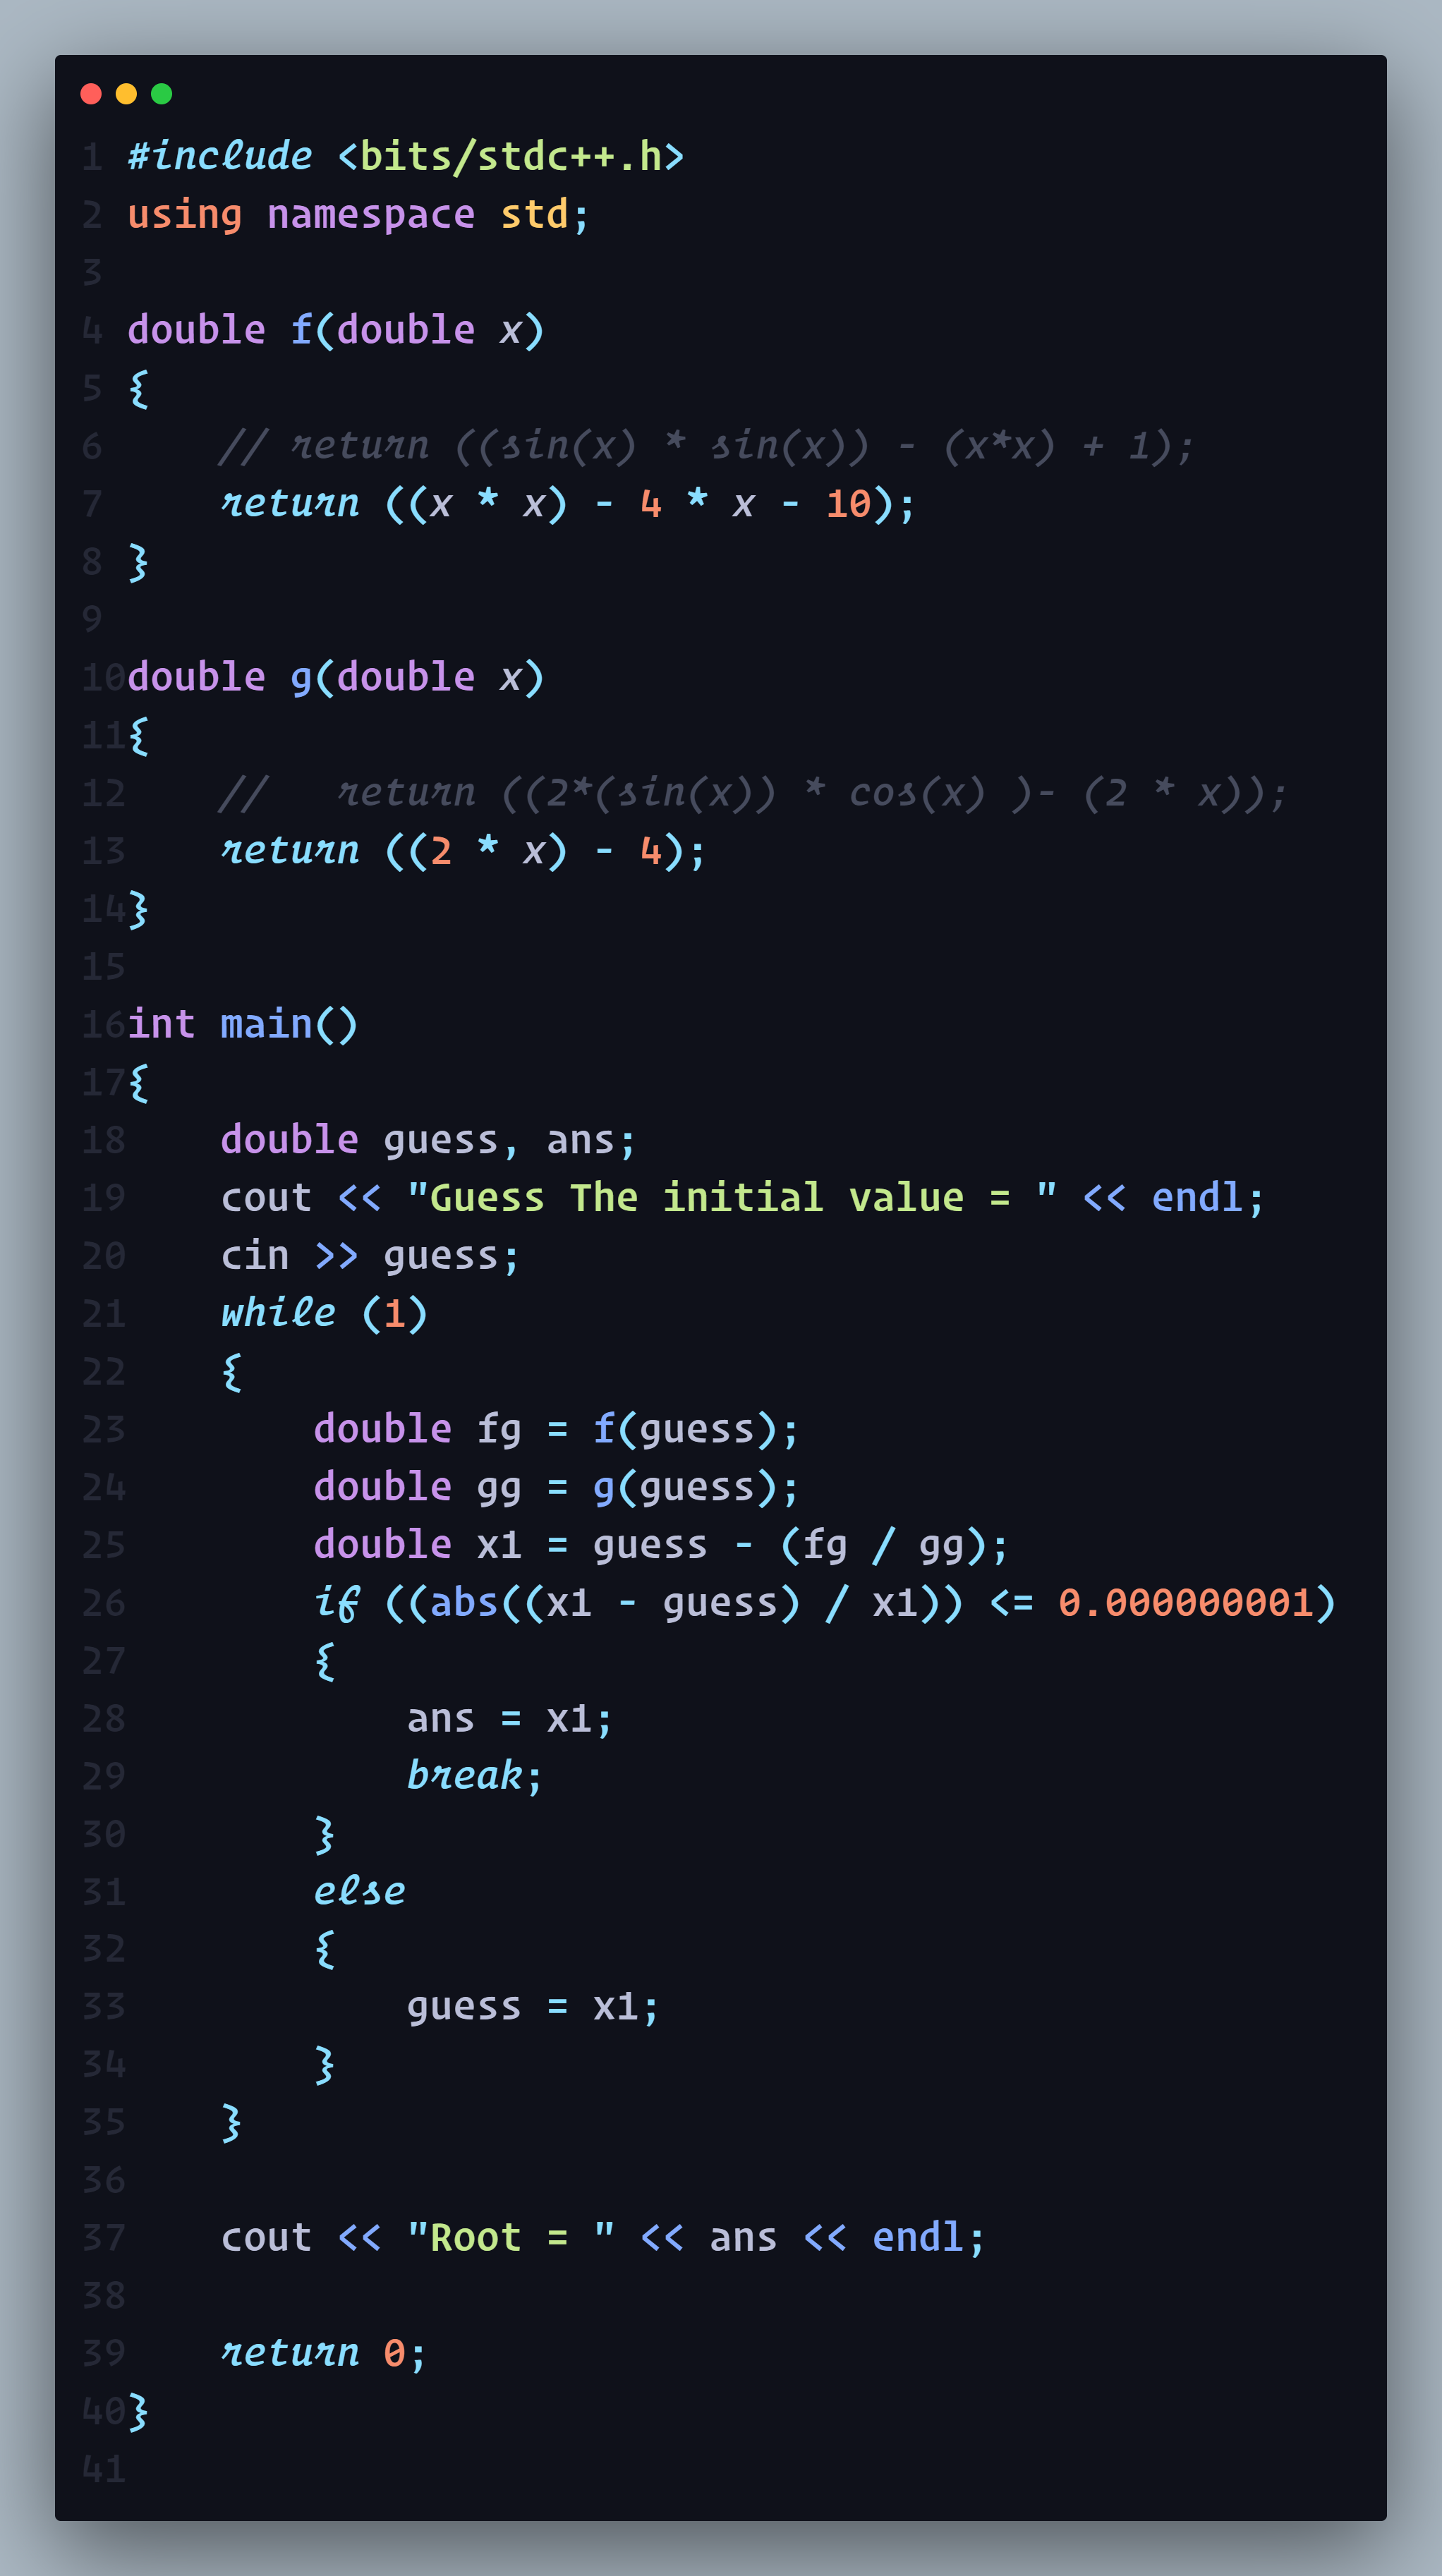 1 #include <bits/stdc++.h>
2 using namespace std;
3
4 double f(double x)
5 {
6     // return ((sin(x) * sin(x)) - (x*x) + 1);
7     return ((x * x) - 4 * x - 10);
8 }
9
10 double g(double x)
11 {
12     //   return ((2*(sin(x)) * cos(x) )- (2 * x));
13     return ((2 * x) - 4);
14 }
15
16 int main()
17 {
18     double guess, ans;
19     cout << "Guess The initial value = " << endl;
20     cin >> guess;
21     while (1)
22     {
23         double fg = f(guess);
24         double gg = g(guess);
25         double x1 = guess - (fg / gg);
26         if ((abs((x1 - guess) / x1)) <= 0.000000001)
27         {
28             ans = x1;
29             break;
30         }
31         else
32         {
33             guess = x1;
34         }
35     }
36
37     cout << "Root = " << ans << endl;
38
39     return 0;
40 }
41